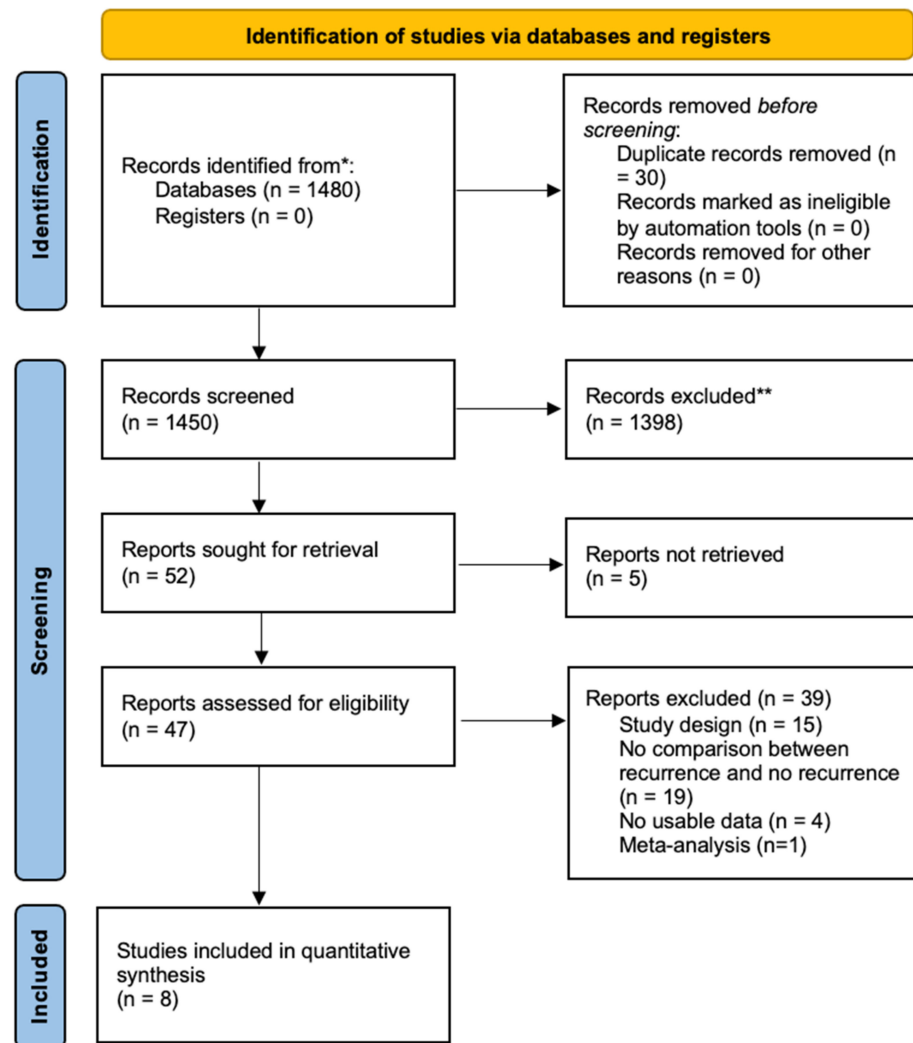 Identification of studies via databases and registers
Identification
Records identified from*:
Databases (n = 1480)
Registers (n = 0)
Records removed before
screening:
Duplicate records removed (n
= 30)
Records marked as ineligible
by automation tools (n = 0)
Records removed for other
reasons (n = 0)
Screening
Records screened
(n = 1450)
Records excluded**
(n = 1398)
Reports sought for retrieval
(n = 52)
Reports not retrieved
(n = 5)
Reports assessed for eligibility
(n = 47)
Reports excluded (n = 39)
Study design (n = 15)
No comparison between
recurrence and no recurrence
(n = 19)
No usable data (n = 4)
Meta-analysis (n=1)
Included
Studies included in quantitative
synthesis
(n = 8)